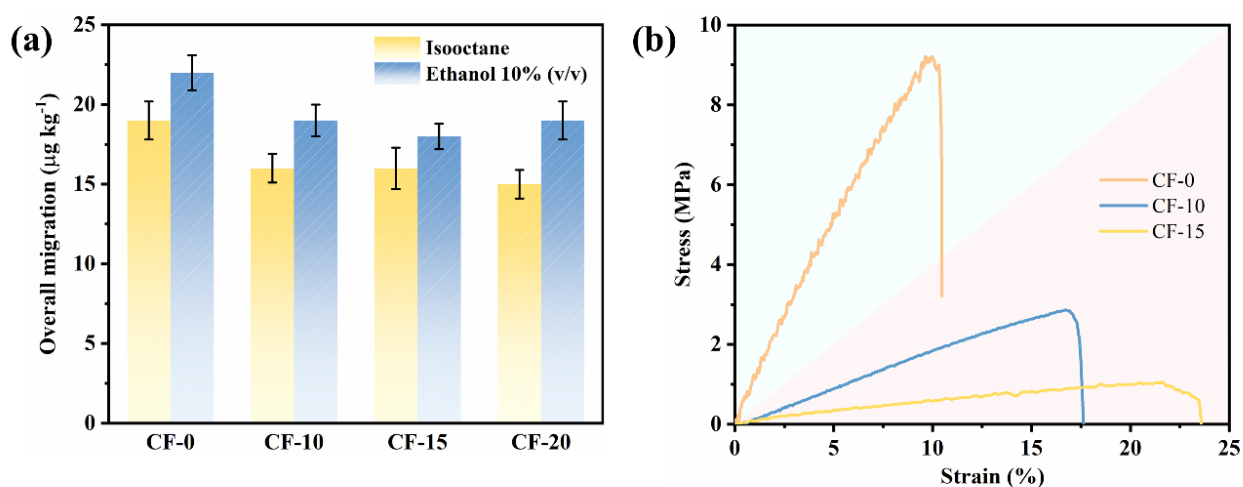 (a)
Overall migration (μg kg⁻¹)
25
20
15
10
5
0
Isooctane
Ethanol 10% (v/v)
CF-0 CF-10 CF-15 CF-20
(b)
Stress (MPa)
10
8
6
4
2
0
CF-0
CF-10
CF-15
0 5 10 15 20 25
Strain (%)